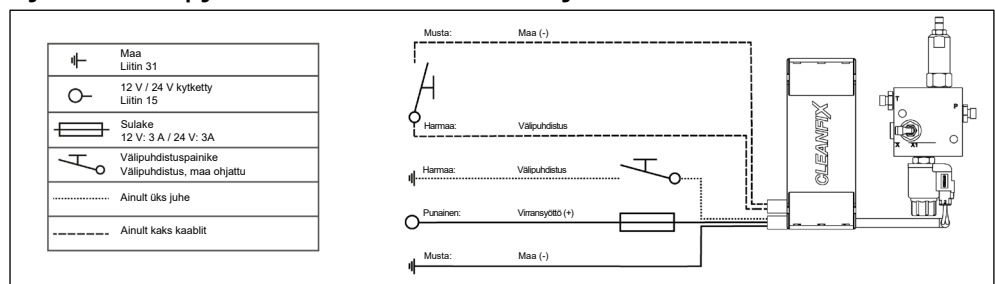 Maa
Liitin 31
12 V / 24 V kytketty
Liitin 15
Sulake
12 V: 3 A / 24 V: 3A
Välipuhdistuspainike
Välipuhdistus, maa ohjattu
Ainult üks juhe
Ainult kaks kaablit
Musta: Maa (-)
Harmaa: Välipuhdistus
Harmaa: Välipuhdistus
Punainen: Virransyöttö (+)
Musta: Maa (-)
CLEANFIX
T
P
X X1